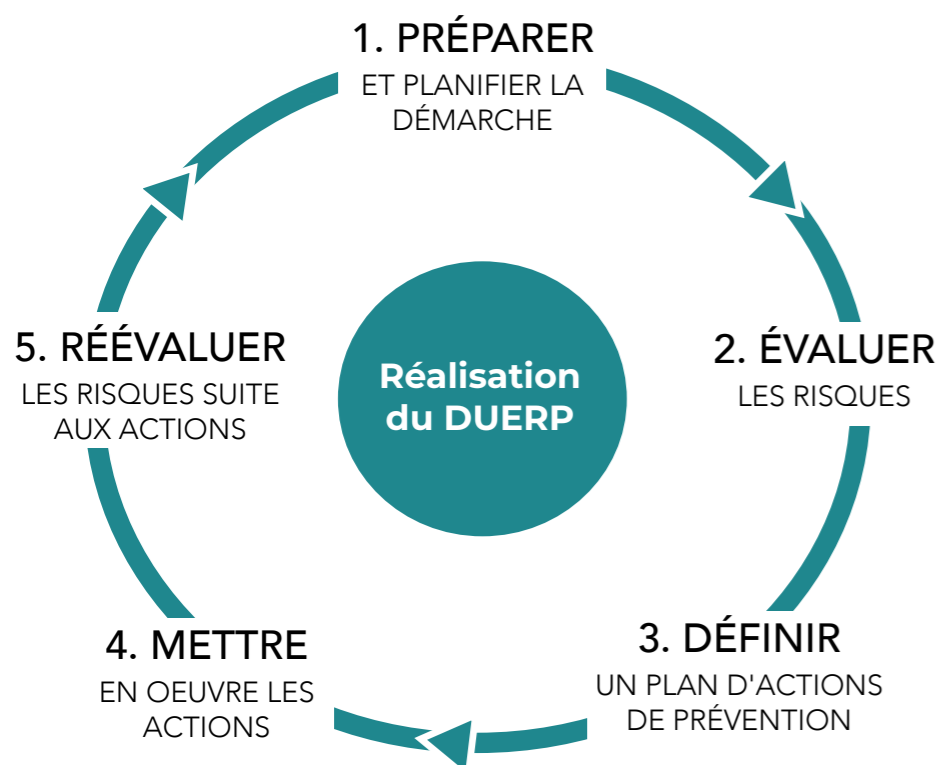 1. PRÉPARER
ET PLANIFIER LA
DÉMARCHE
2. ÉVALUER
LES RISQUES
3. DÉFINIR
UN PLAN D'ACTIONS
DE PRÉVENTION
4. METTRE
EN OEUVRE LES
ACTIONS
5. RÉÉVALUER
LES RISQUES SUITE
AUX ACTIONS
Réalisation
du DUERP